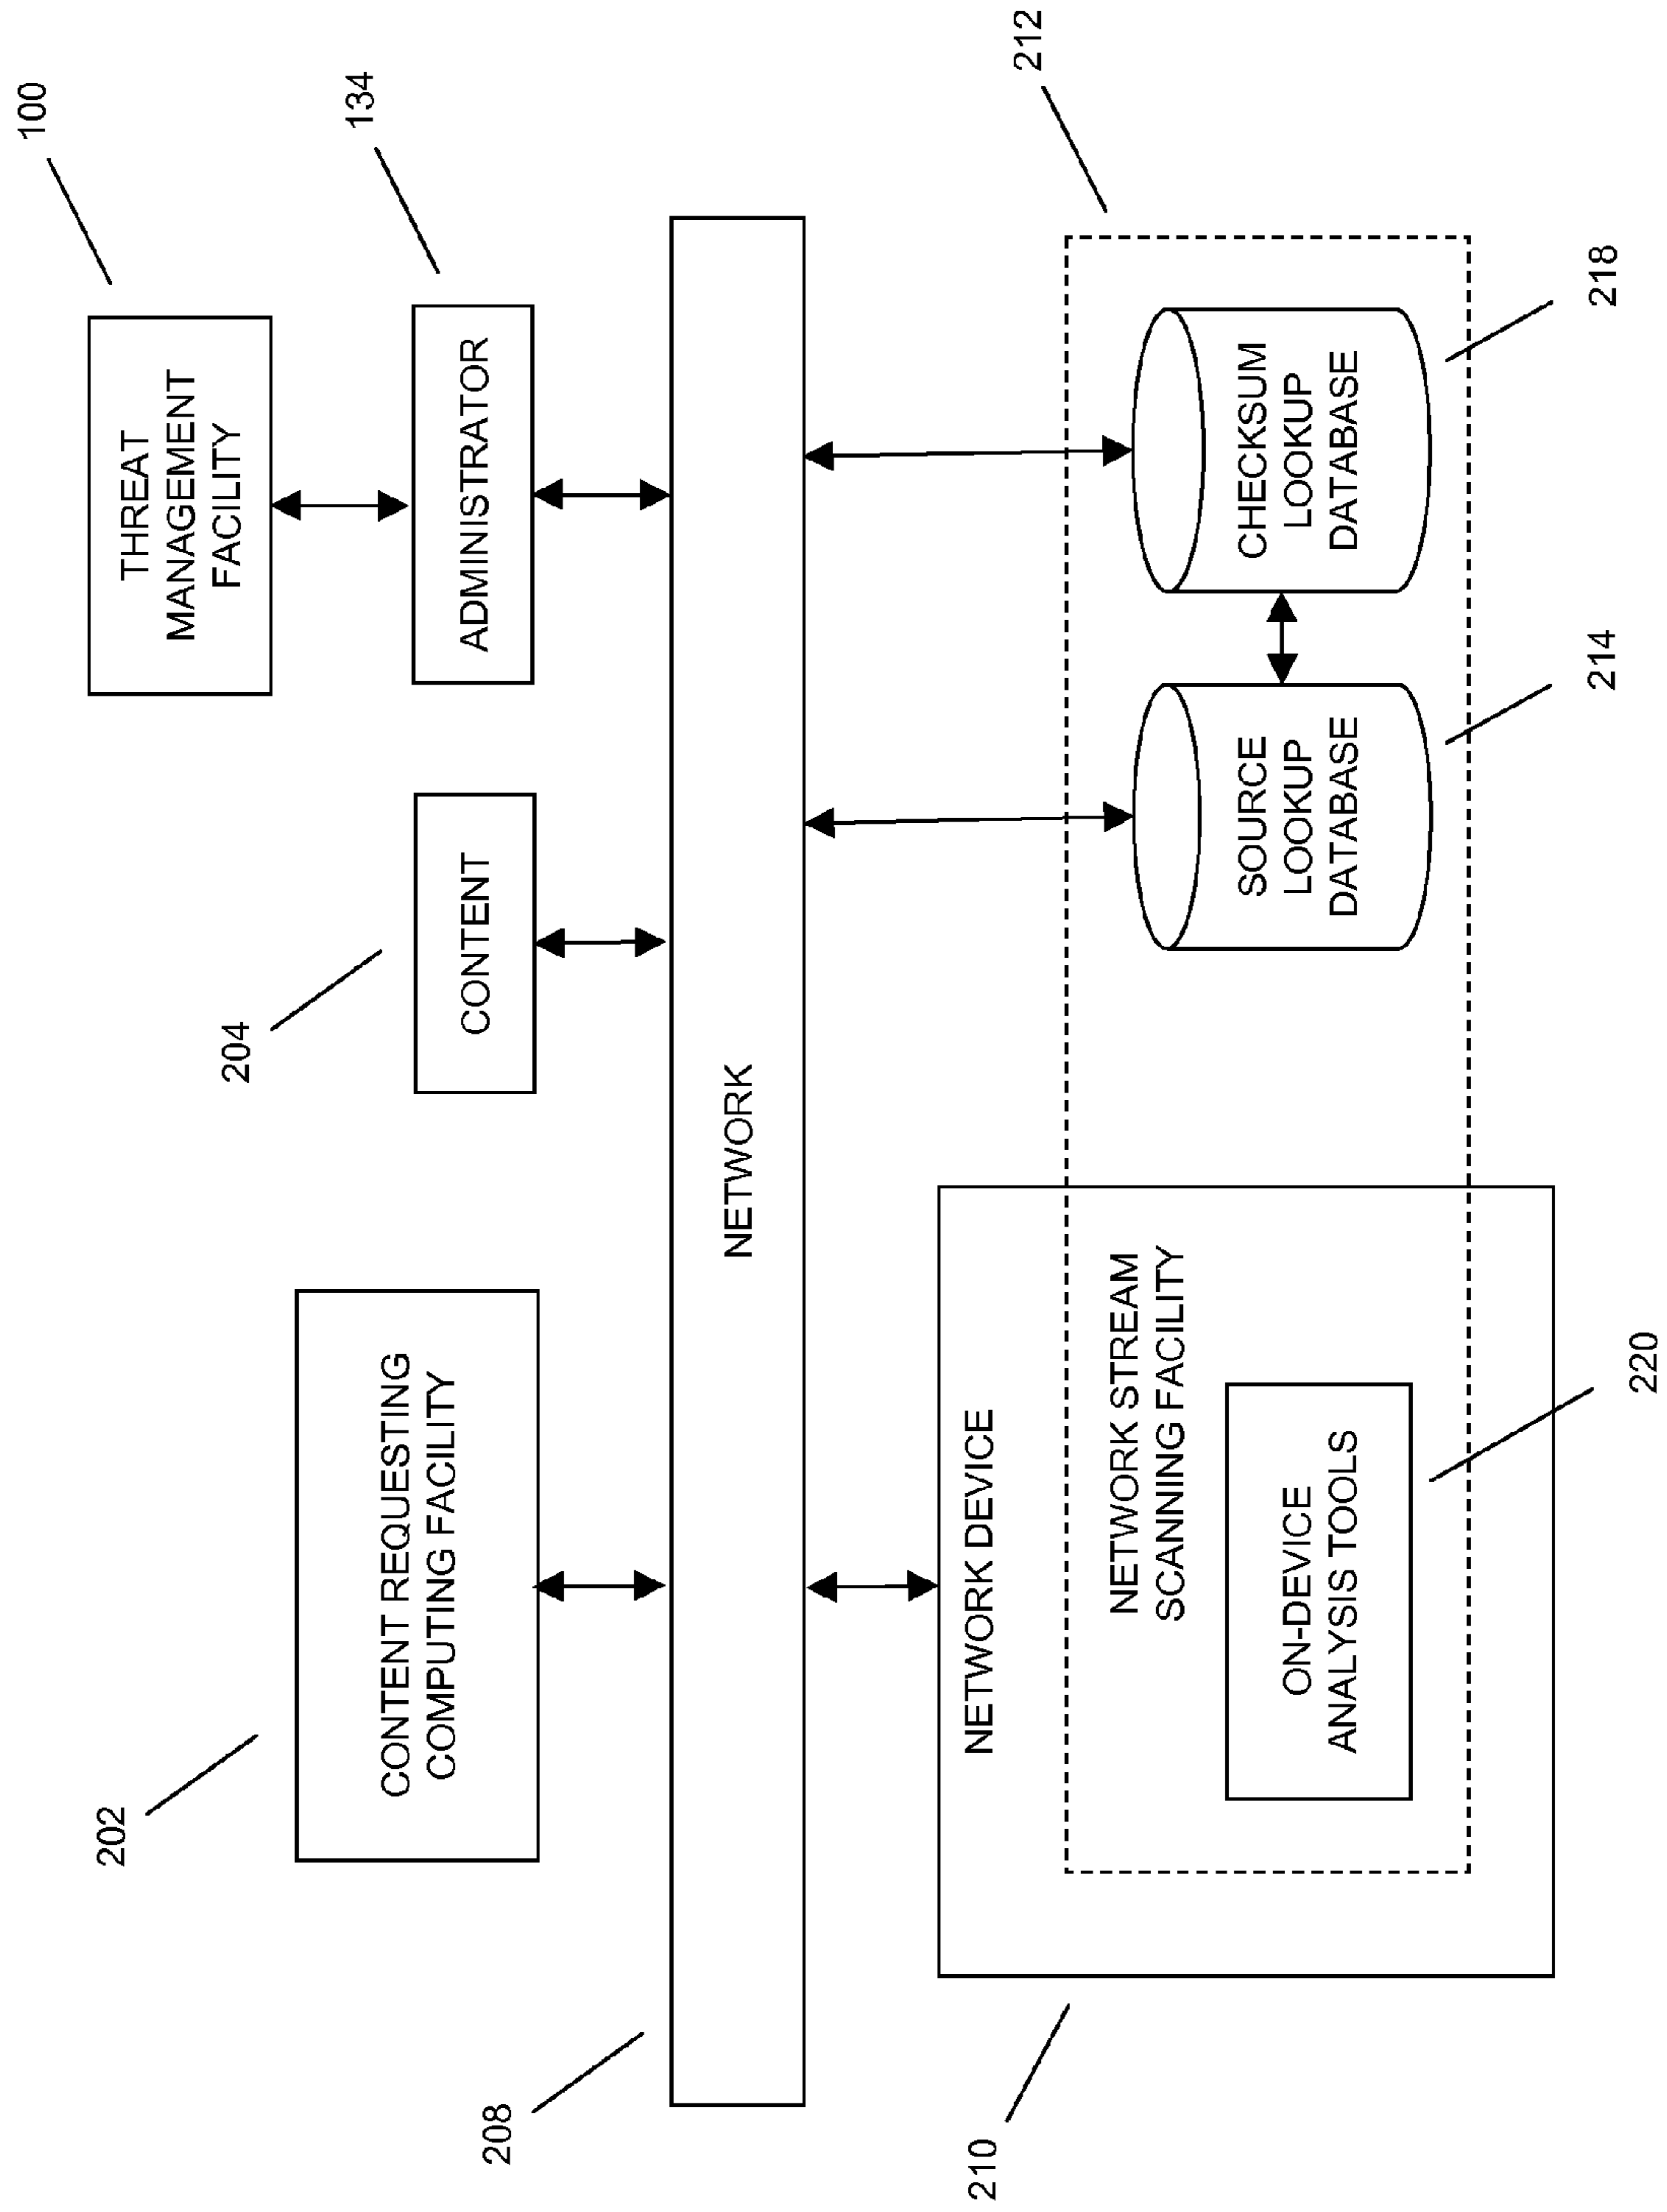 100
THREAT
MANAGEMENT
FACILITY
134
ADMINISTRATOR
204
CONTENT
202
CONTENT REQUESTING
COMPUTING FACILITY
208
NETWORK
210
NETWORK DEVICE
NETWORK STREAM
SCANNING FACILITY
ON-DEVICE
ANALYSIS TOOLS
220
212
SOURCE
LOOKUP
DATABASE
214
CHECKSUM
LOOKUP
DATABASE
218